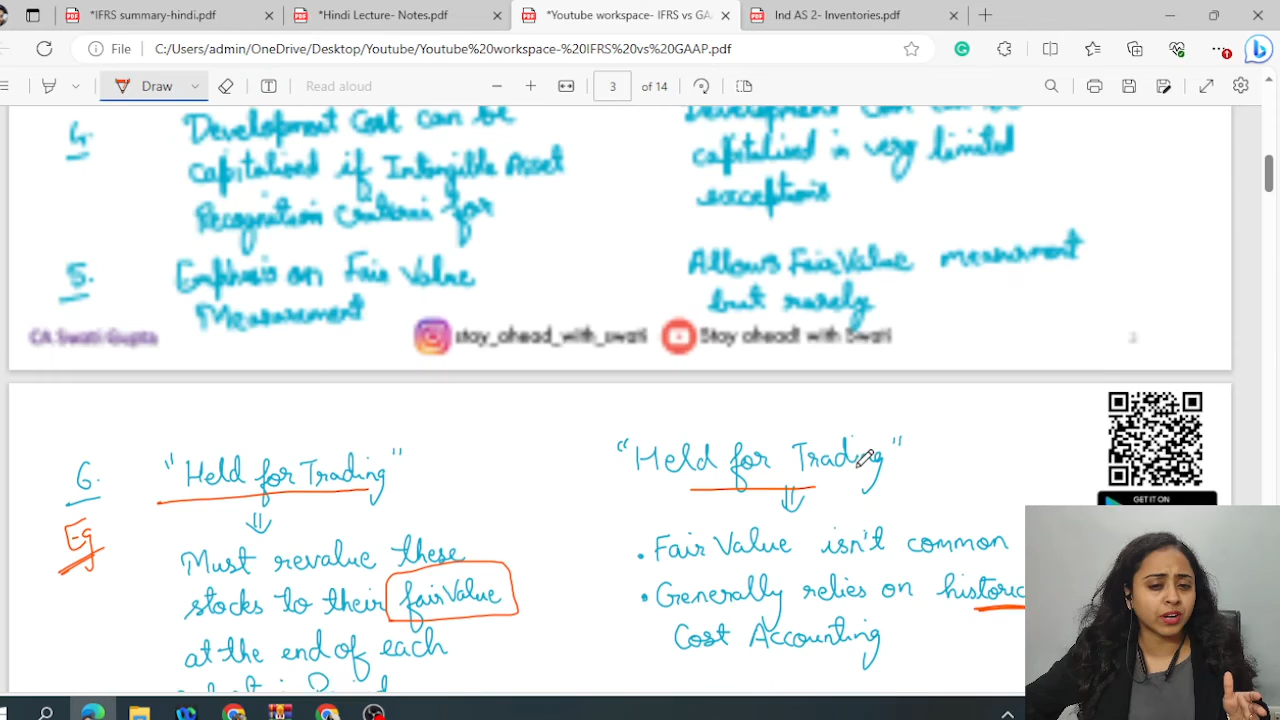 *IFRS summary-hindi.pdf
*Hindi Lecture- Notes.pdf
*Youtube workspace- IFRS vs GA
Ind AS 2- Inventories.pdf
File
C:/Users/admin/OneDrive/Desktop/Youtube/Youtube%20workspace-%20IFRS%20vs%20GAAP.pdf
Draw
Read aloud
3 of 14
4.
Development Cost can be
capitalised if Intangible Asset
Recognition Criteria for
capitalised in very limited
exceptions
5.
Emphasis on Fair Value
Measurement
Allows Fair Value
but rarely
CA Swati Gupta
stay_ahead_with_swati
Stay ahead! with Swati
6.
Eg
"Held for Trading"
⇓
Must revalue these
stocks to their fair Value
at the end of each
"Held for Trading"
⇓
• Fair Value isn't common
• Generally relies on historic
Cost Accounting
GET IT ON